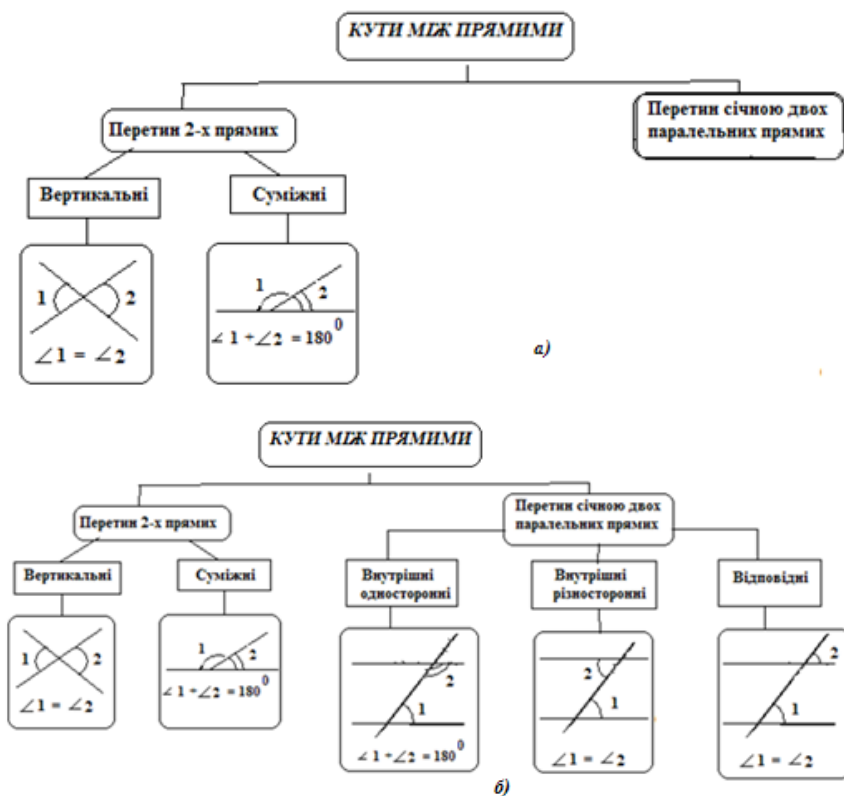 КУТИ МІЖ ПРЯМИМИ
Перетин 2-х прямих
Перетин січною двох
паралельних прямих
Вертикальні
Суміжні
1 2
∠1 = ∠2
1 2
∠ 1 +∠2 = 180⁰
а)
КУТИ МІЖ ПРЯМИМИ
Перетин 2-х прямих
Перетин січною двох
паралельних прямих
Вертикальні
Суміжні
Внутрішні
односторонні
Внутрішні
різносторонні
Відповідні
1 2
∠1 = ∠2
1 2
∠ 1 +∠2 = 180⁰
2
1
∠ 1 +∠2 = 180⁰
2
1
∠1 = ∠2
2
1
∠1 = ∠2
б)